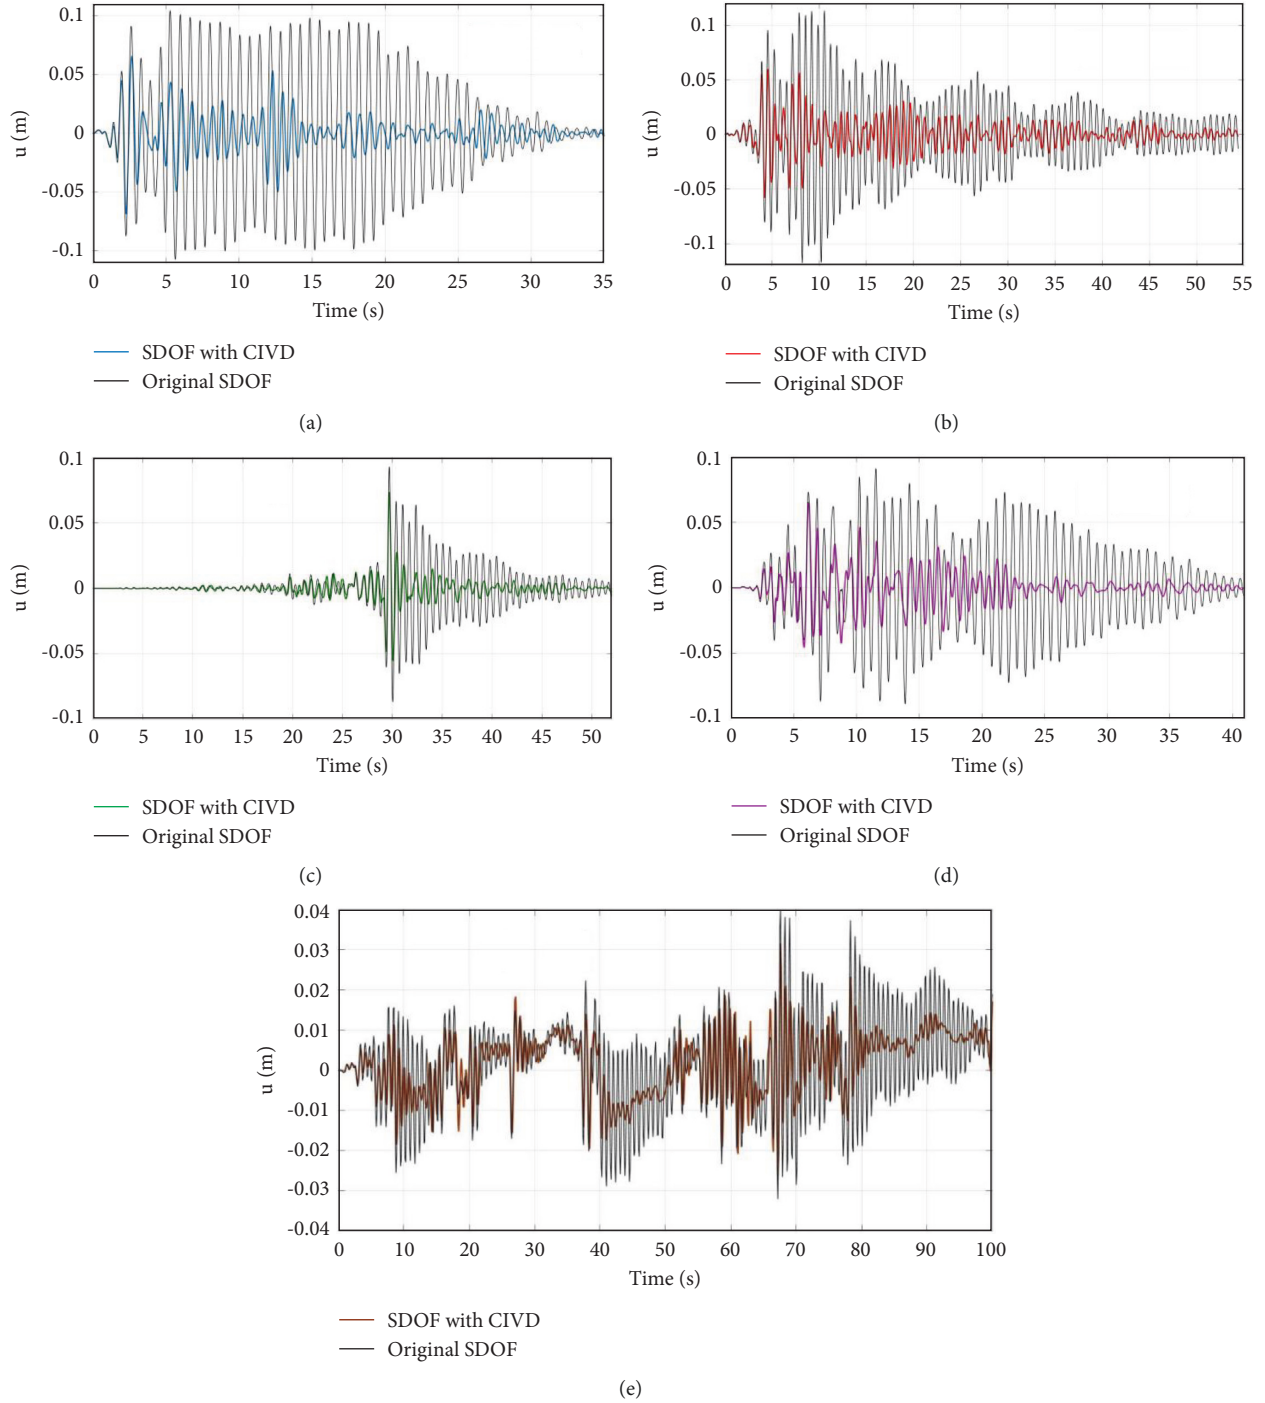 0.1
0.05
0
-0.05
-0.1
u (m)
0 5 10 15 20 25 30 35
Time (s)
SDOF with CIVD
Original SDOF
(a)
0.1
0.05
0
-0.05
-0.1
u (m)
0 5 10 15 20 25 30 35 40 45 50 55
Time (s)
SDOF with CIVD
Original SDOF
(b)
0.1
0.05
0
-0.05
-0.1
u (m)
0 5 10 15 20 25 30 35 40 45 50
Time (s)
SDOF with CIVD
Original SDOF
(c)
0.1
0.05
0
-0.05
-0.1
u (m)
0 5 10 15 20 25 30 35 40
Time (s)
SDOF with CIVD
Original SDOF
(d)
0.04
0.03
0.02
0.01
0
-0.01
-0.02
-0.03
-0.04
u (m)
0 10 20 30 40 50 60 70 80 90 100
Time (s)
SDOF with CIVD
Original SDOF
(e)